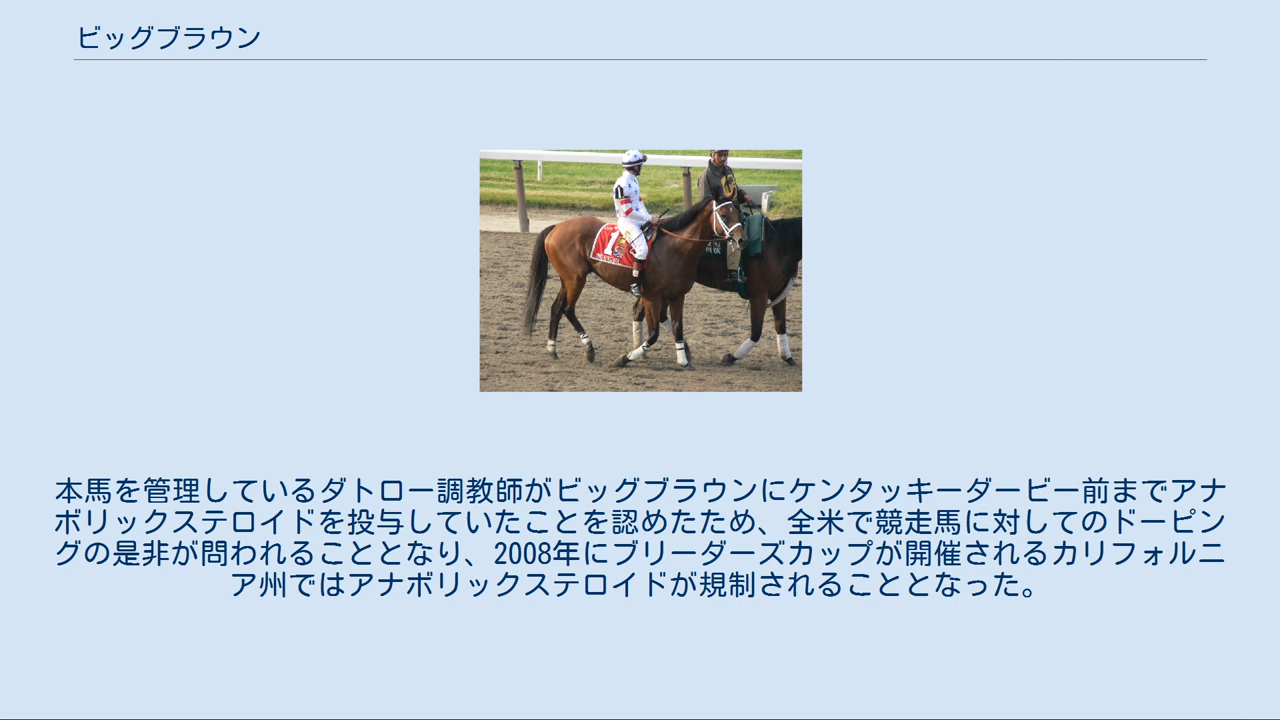 ビッグブラウン
1
本馬を管理しているダトロー調教師がビッグブラウンにケンタッキーダービー前までアナ
ボリックステロイドを投与していたことを認めたため、全米で競走馬に対してのドーピン
グの是非が問われることとなり、2008年にブリーダーズカップが開催されるカリフォルニ
ア州ではアナボリックステロイドが規制されることとなった。